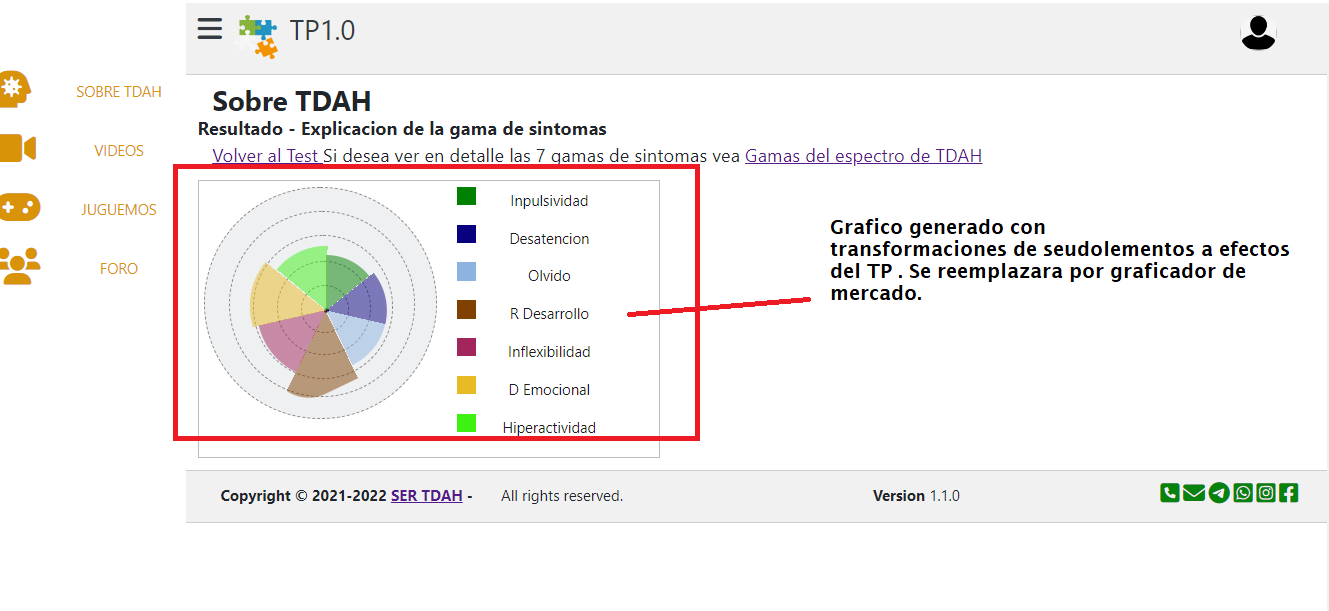 TP1.0
SOBRE TDAH
VIDEOS
JUGUEMOS
FORO
Sobre TDAH
Resultado - Explicacion de la gama de sintomas
Volver al Test Si desea ver en detalle las 7 gamas de sintomas vea Gamas del espectro de TDAH
Inpulsividad
Desatencion
Olvido
R Desarrollo
Inflexibilidad
D Emocional
Hiperactividad
Grafico generado con
transformaciones de seudolementos a efectos
del TP . Se reemplazara por graficador de
mercado.
Copyright © 2021-2022 SER TDAH - All rights reserved. Version 1.1.0